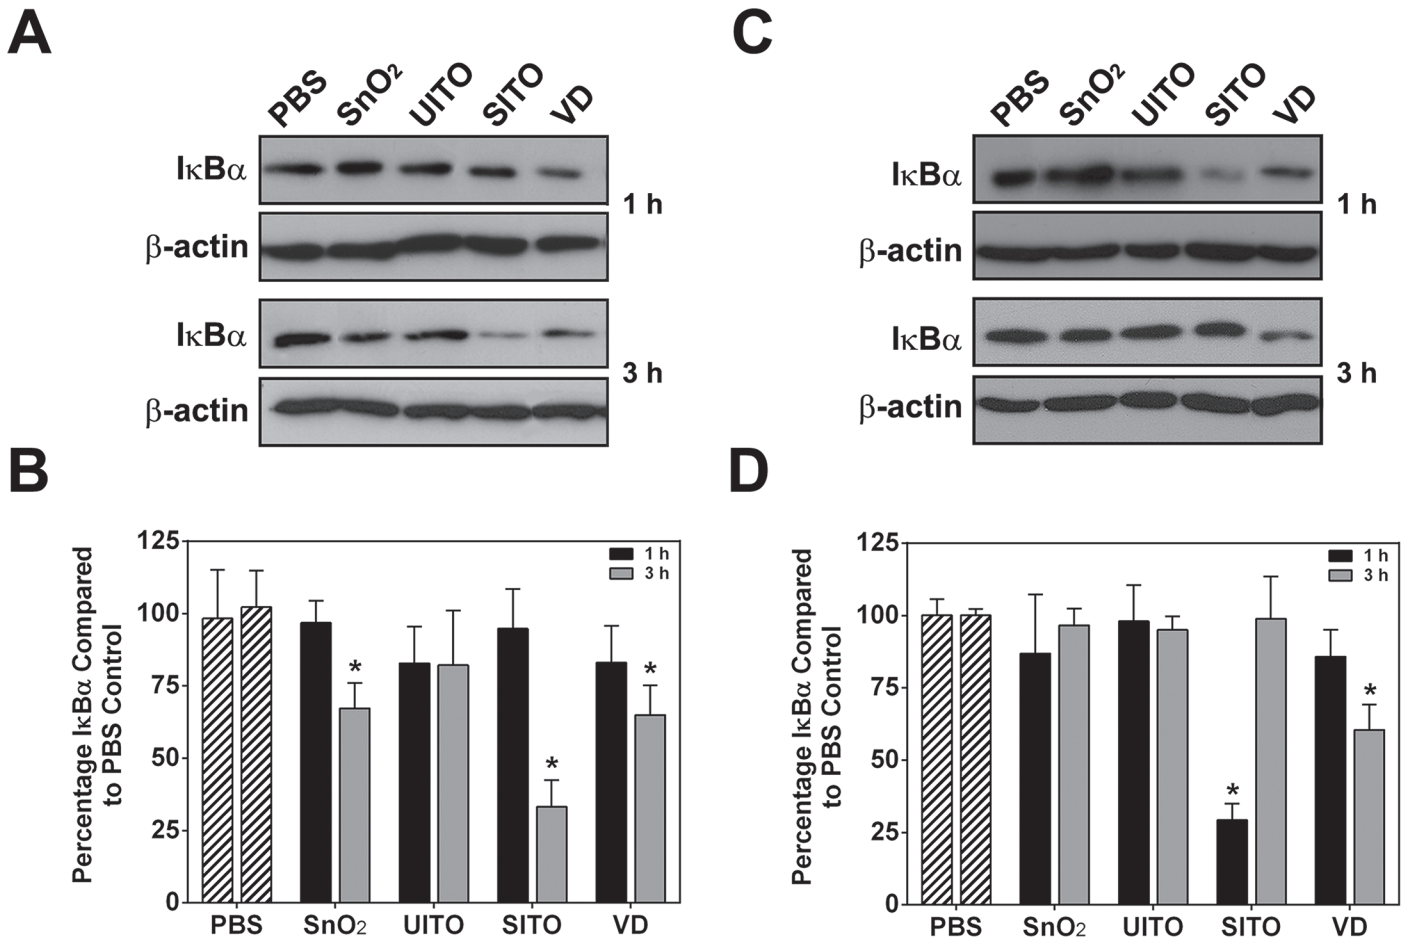 A
PBS SnO2 UITO SITO VD
IκBα
1 h
β-actin
IκBα
3 h
β-actin
C
PBS SnO2 UITO SITO VD
IκBα
1 h
β-actin
IκBα
3 h
β-actin
B
Percentage IκBα Compared
to PBS Control
125
100
75
50
25
0
1 h
3 h
*
*
*
PBS SnO2 UITO SITO VD
D
Percentage IκBα Compared
to PBS Control
125
100
75
50
25
0
1 h
3 h
*
*
PBS SnO2 UITO SITO VD